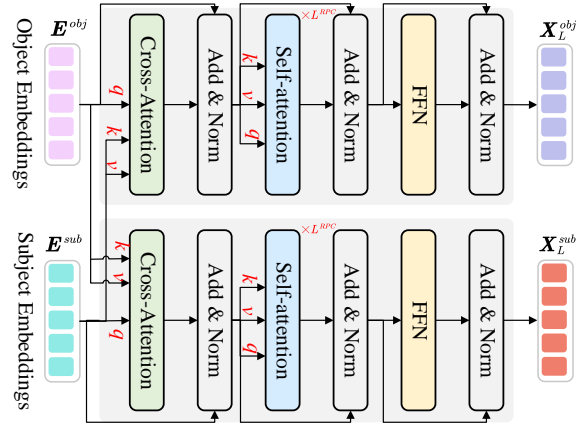 Object Embeddings
E^{obj}
q
k
v
Cross-Attention
Add & Norm
×L^{RPC}
k
v
q
Self-attention
Add & Norm
FFN
Add & Norm
X_L^{obj}
Subject Embeddings
E^{sub}
k
v
q
Cross-Attention
Add & Norm
×L^{RPC}
k
v
q
Self-attention
Add & Norm
FFN
Add & Norm
X_L^{sub}